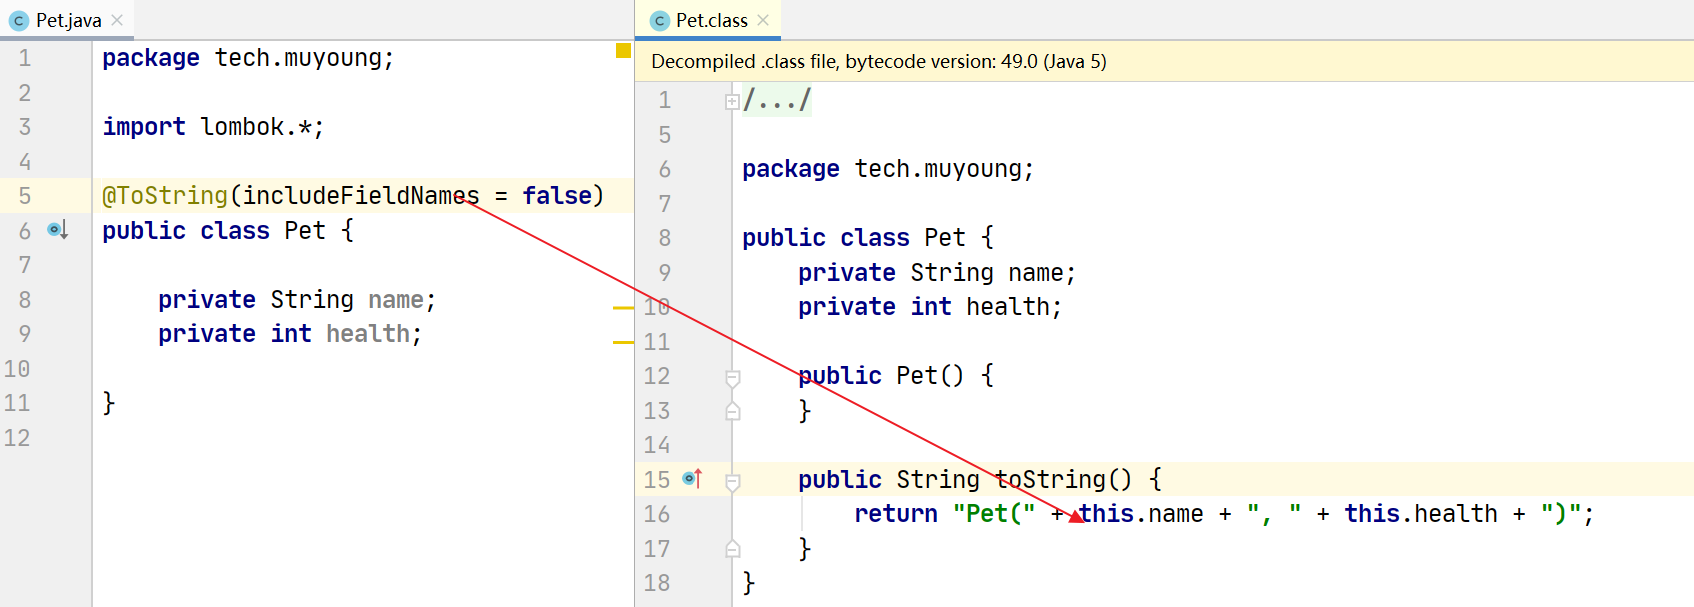 Pet.java
1 package tech.muyoung;
2
3 import lombok.*;
4
5 @ToString(includeFieldNames = false)
6 public class Pet {
7
8     private String name;
9     private int health;
10
11 }
12
Pet.class
Decompiled .class file, bytecode version: 49.0 (Java 5)
1 /.../
5
6 package tech.muyoung;
7
8 public class Pet {
9     private String name;
10     private int health;
11
12     public Pet() {
13     }
14
15     public String toString() {
16         return "Pet(" + this.name + ", " + this.health + ")";
17     }
18 }